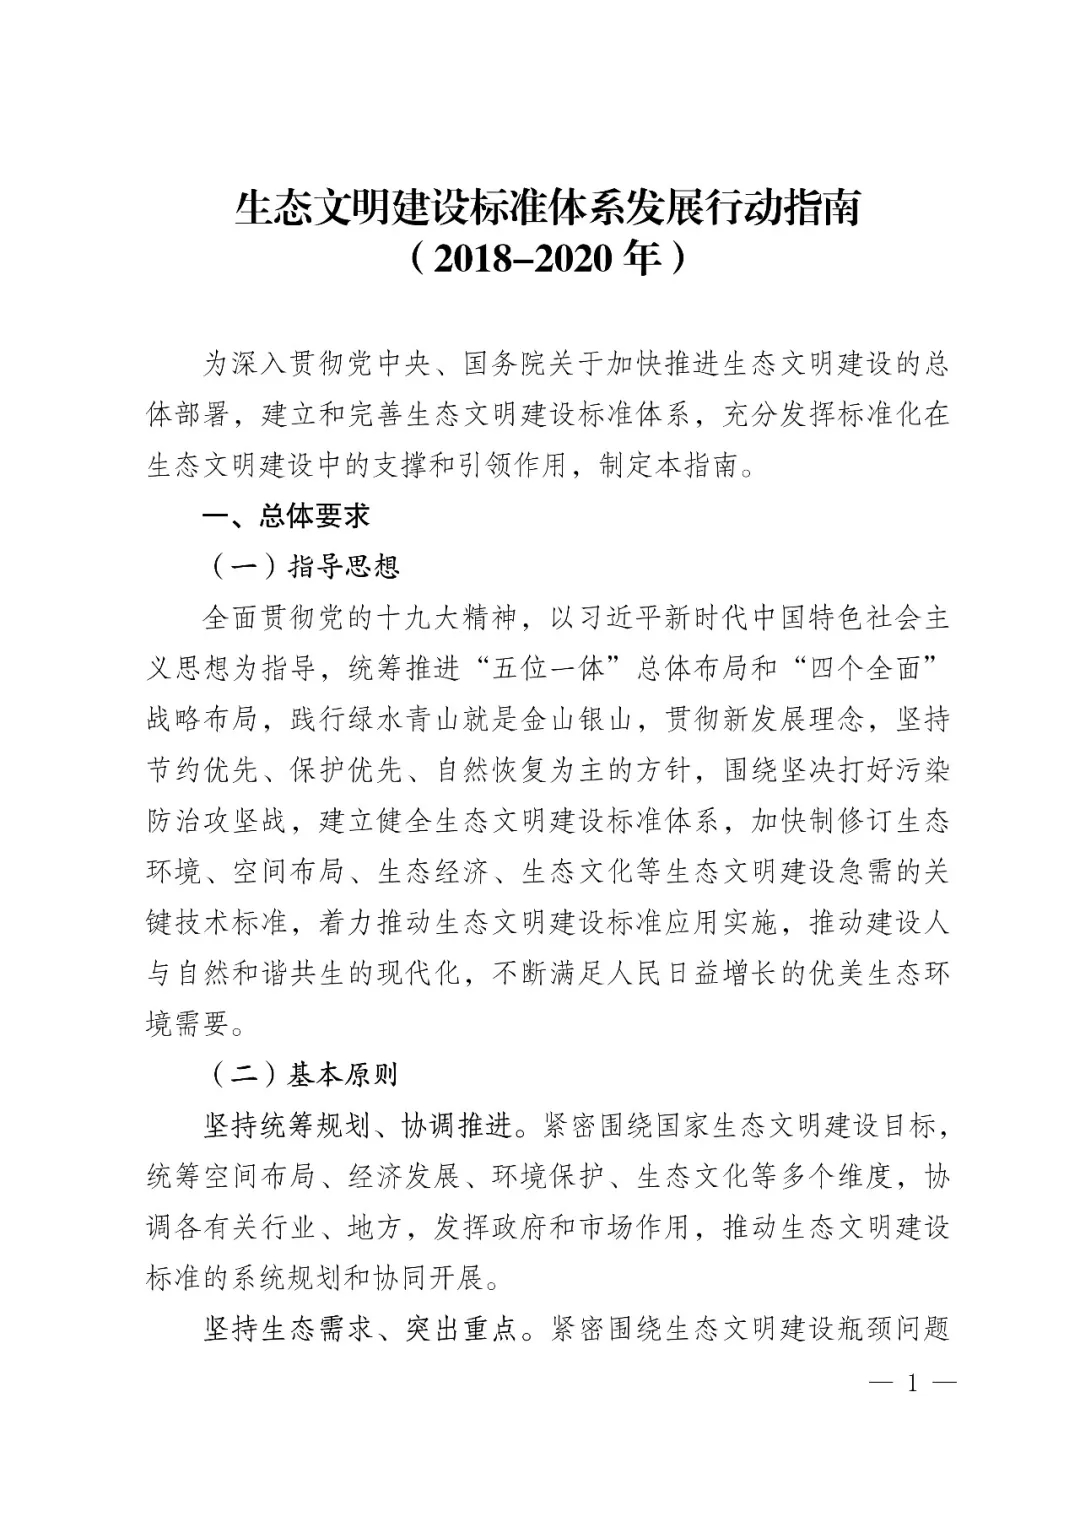 生态文明建设标准体系发展行动指南
（2018–2020 年）
为深入贯彻党中央、国务院关于加快推进生态文明建设的总
体部署，建立和完善生态文明建设标准体系，充分发挥标准化在
生态文明建设中的支撑和引领作用，制定本指南。
一、总体要求
（一）指导思想
全面贯彻党的十九大精神，以习近平新时代中国特色社会主
义思想为指导，统筹推进“五位一体”总体布局和“四个全面”
战略布局，践行绿水青山就是金山银山，贯彻新发展理念，坚持
节约优先、保护优先、自然恢复为主的方针，围绕坚决打好污染
防治攻坚战，建立健全生态文明建设标准体系，加快制修订生态
环境、空间布局、生态经济、生态文化等生态文明建设急需的关
键技术标准，着力推动生态文明建设标准应用实施，推动建设人
与自然和谐共生的现代化，不断满足人民日益增长的优美生态环
境需要。
（二）基本原则
坚持统筹规划、协调推进。紧密围绕国家生态文明建设目标，
统筹空间布局、经济发展、环境保护、生态文化等多个维度，协
调各有关行业、地方，发挥政府和市场作用，推动生态文明建设
标准的系统规划和协同开展。
坚持生态需求、突出重点。紧密围绕生态文明建设瓶颈问题
— 1 —